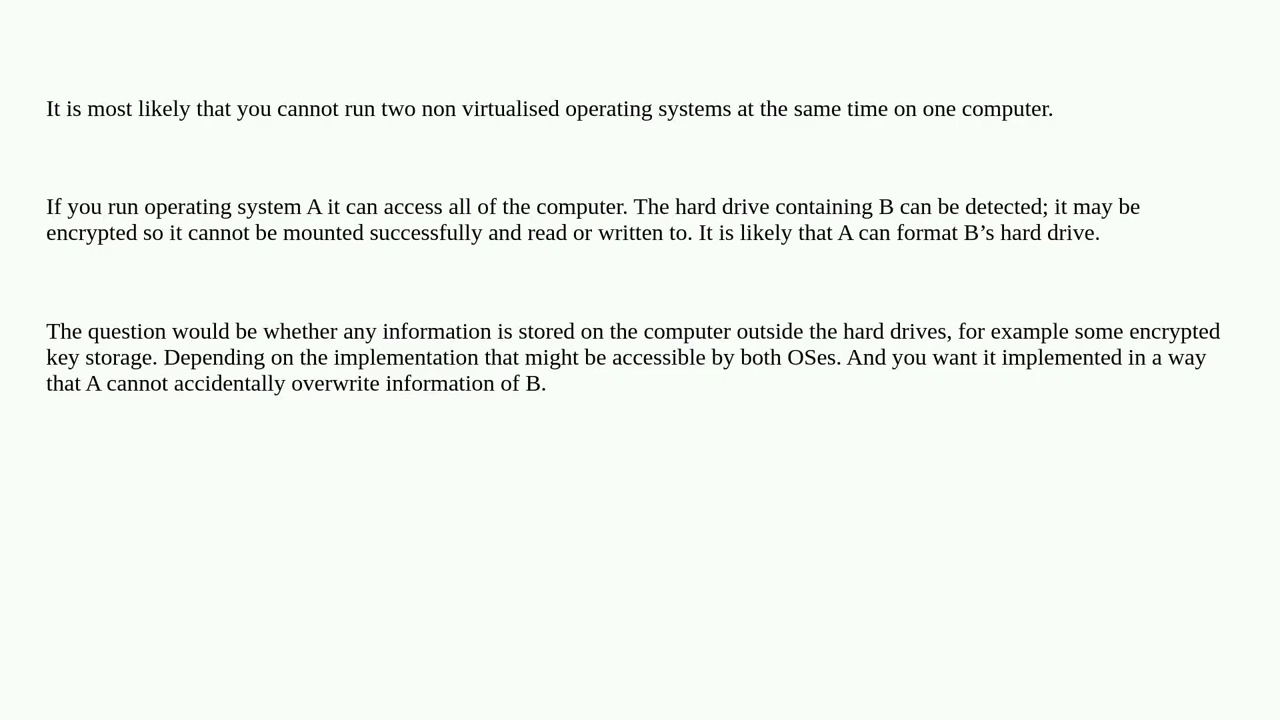 It is most likely that you cannot run two non virtualised operating systems at the same time on one computer.
If you run operating system A it can access all of the computer. The hard drive containing B can be detected; it may be
encrypted so it cannot be mounted successfully and read or written to. It is likely that A can format B’s hard drive.
The question would be whether any information is stored on the computer outside the hard drives, for example some encrypted
key storage. Depending on the implementation that might be accessible by both OSes. And you want it implemented in a way
that A cannot accidentally overwrite information of B.